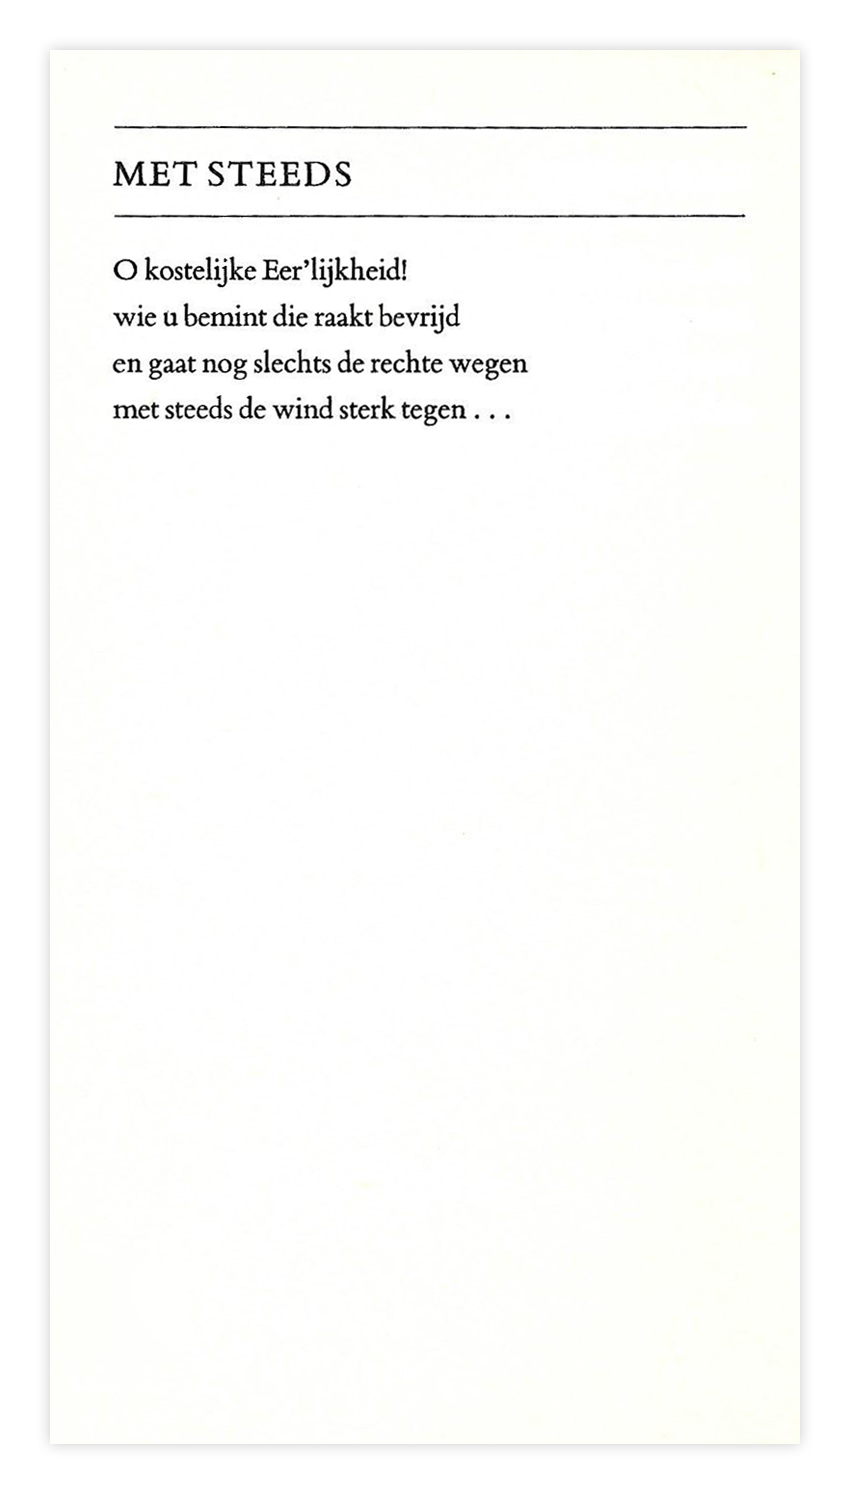 MET STEEDS
O kostelijke Eer’lijkheid!
wie u bemint die raakt bevrijd
en gaat nog slechts de rechte wegen
met steeds de wind sterk tegen . . .